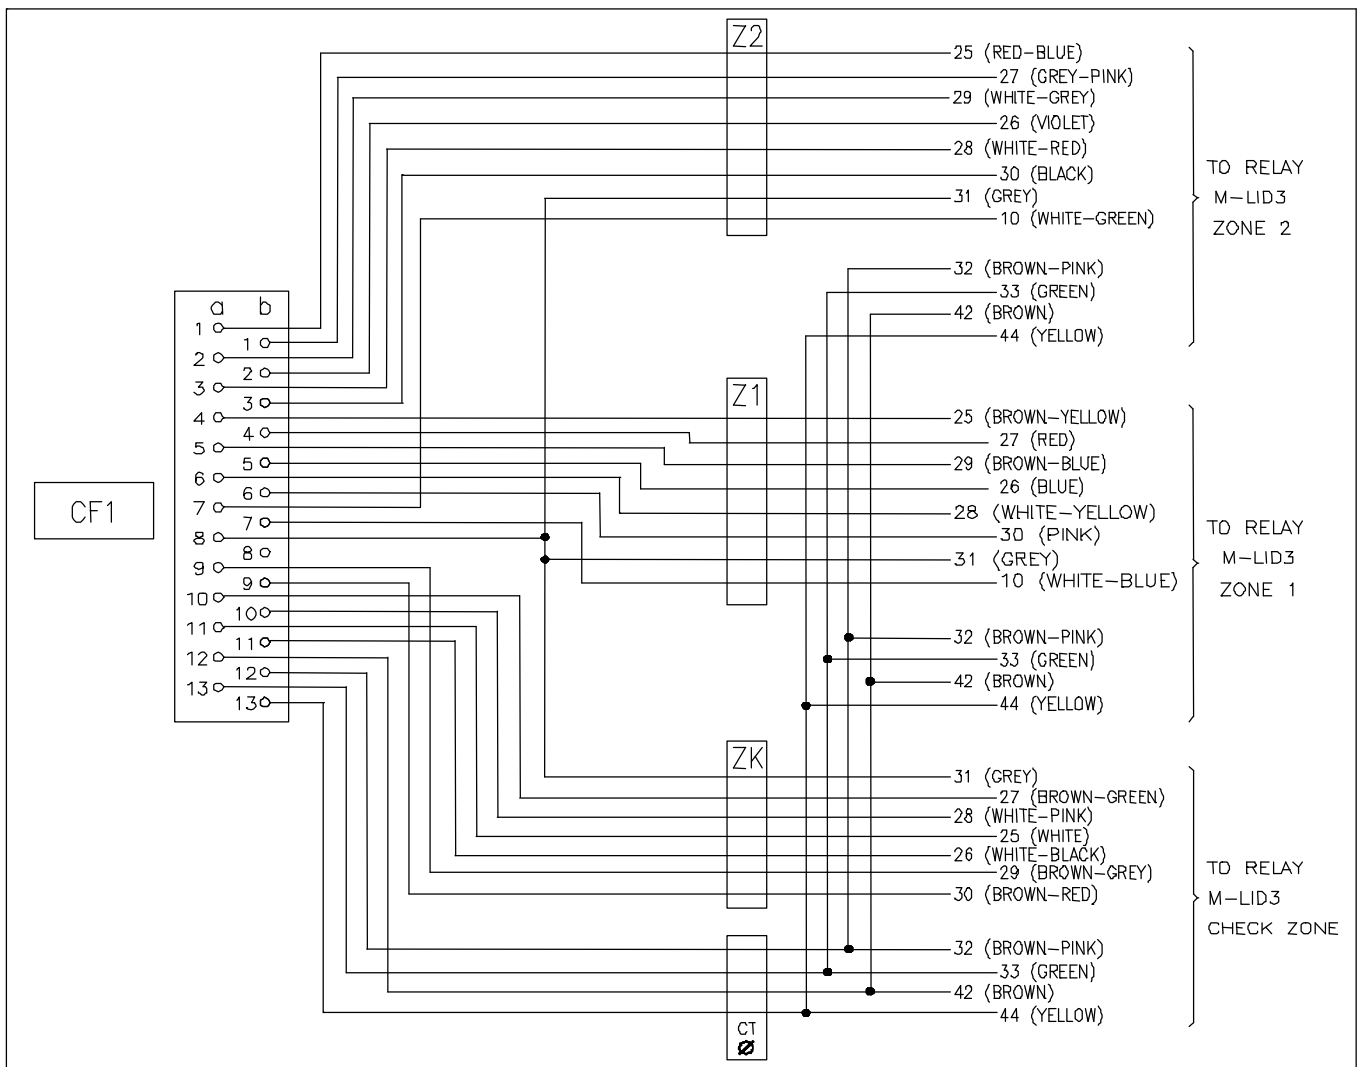 Z2
25 (RED-BLUE)
27 (GREY-PINK)
29 (WHITE-GREY)
26 (VIOLET)
28 (WHITE-RED)
30 (BLACK)
31 (GREY)
10 (WHITE-GREEN)
32 (BROWN-PINK)
33 (GREEN)
42 (BROWN)
44 (YELLOW)
TO RELAY
M-LID3
ZONE 2
CF1
a b
1
1
2
2
3
3
4
4
5
5
6
6
7
7
8
8
9
9
10
10
11
11
12
12
13
13
Z1
25 (BROWN-YELLOW)
27 (RED)
29 (BROWN-BLUE)
26 (BLUE)
28 (WHITE-YELLOW)
30 (PINK)
31 (GREY)
10 (WHITE-BLUE)
32 (BROWN-PINK)
33 (GREEN)
42 (BROWN)
44 (YELLOW)
TO RELAY
M-LID3
ZONE 1
ZK
31 (GREY)
27 (BROWN-GREEN)
28 (WHITE-PINK)
25 (WHITE)
26 (WHITE-BLACK)
29 (BROWN-GREY)
30 (BROWN-RED)
32 (BROWN-PINK)
33 (GREEN)
42 (BROWN)
44 (YELLOW)
TO RELAY
M-LID3
CHECK ZONE
CT